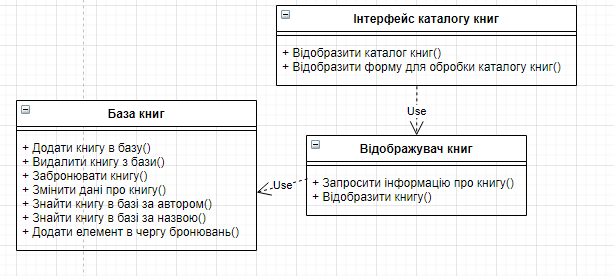 Інтерфейс каталогу книг
+ Відобразити каталог книг()
+ Відобразити форму для обробки каталогу книг()
Use
База книг
+ Додати книгу в базу()
+ Видалити книгу з бази()
+ Забронювати книгу()
+ Змінити дані про книгу()
+ Знайти книгу в базі за автором()
+ Знайти книгу в базі за назвою()
+ Додати елемент в чергу бронювань()
Use
Відображувач книг
+ Запросити інформацію про книгу()
+ Відобразити книгу()